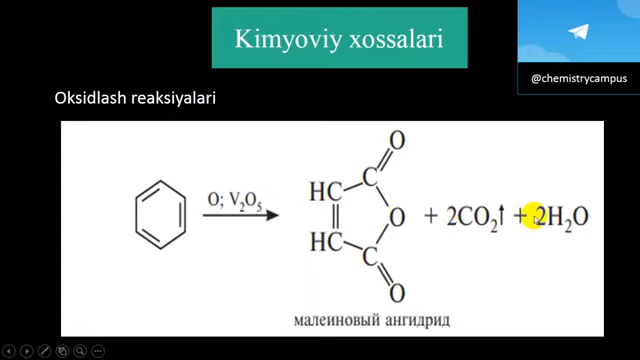 Kimyoviy xossalari
@chemistrycampus
Oksidlash reaksiyalari
O; V₂O₅
O
C
HC
O + 2CO₂↑ + 2H₂O
HC
C
O
малеиновый ангидрид